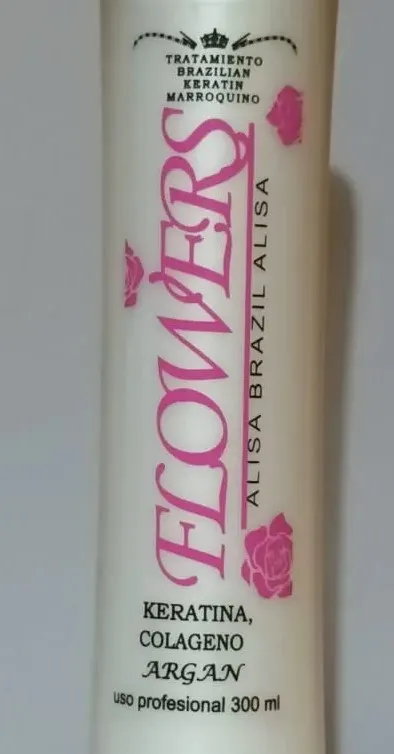 TRATAMIENTO
BRAZILIAN
KERATIN
MARROQUINO
FLOWERS
ALISA BRAZIL ALISA
KERATINA,
COLAGENO
ARGAN
uso profesional 300 ml